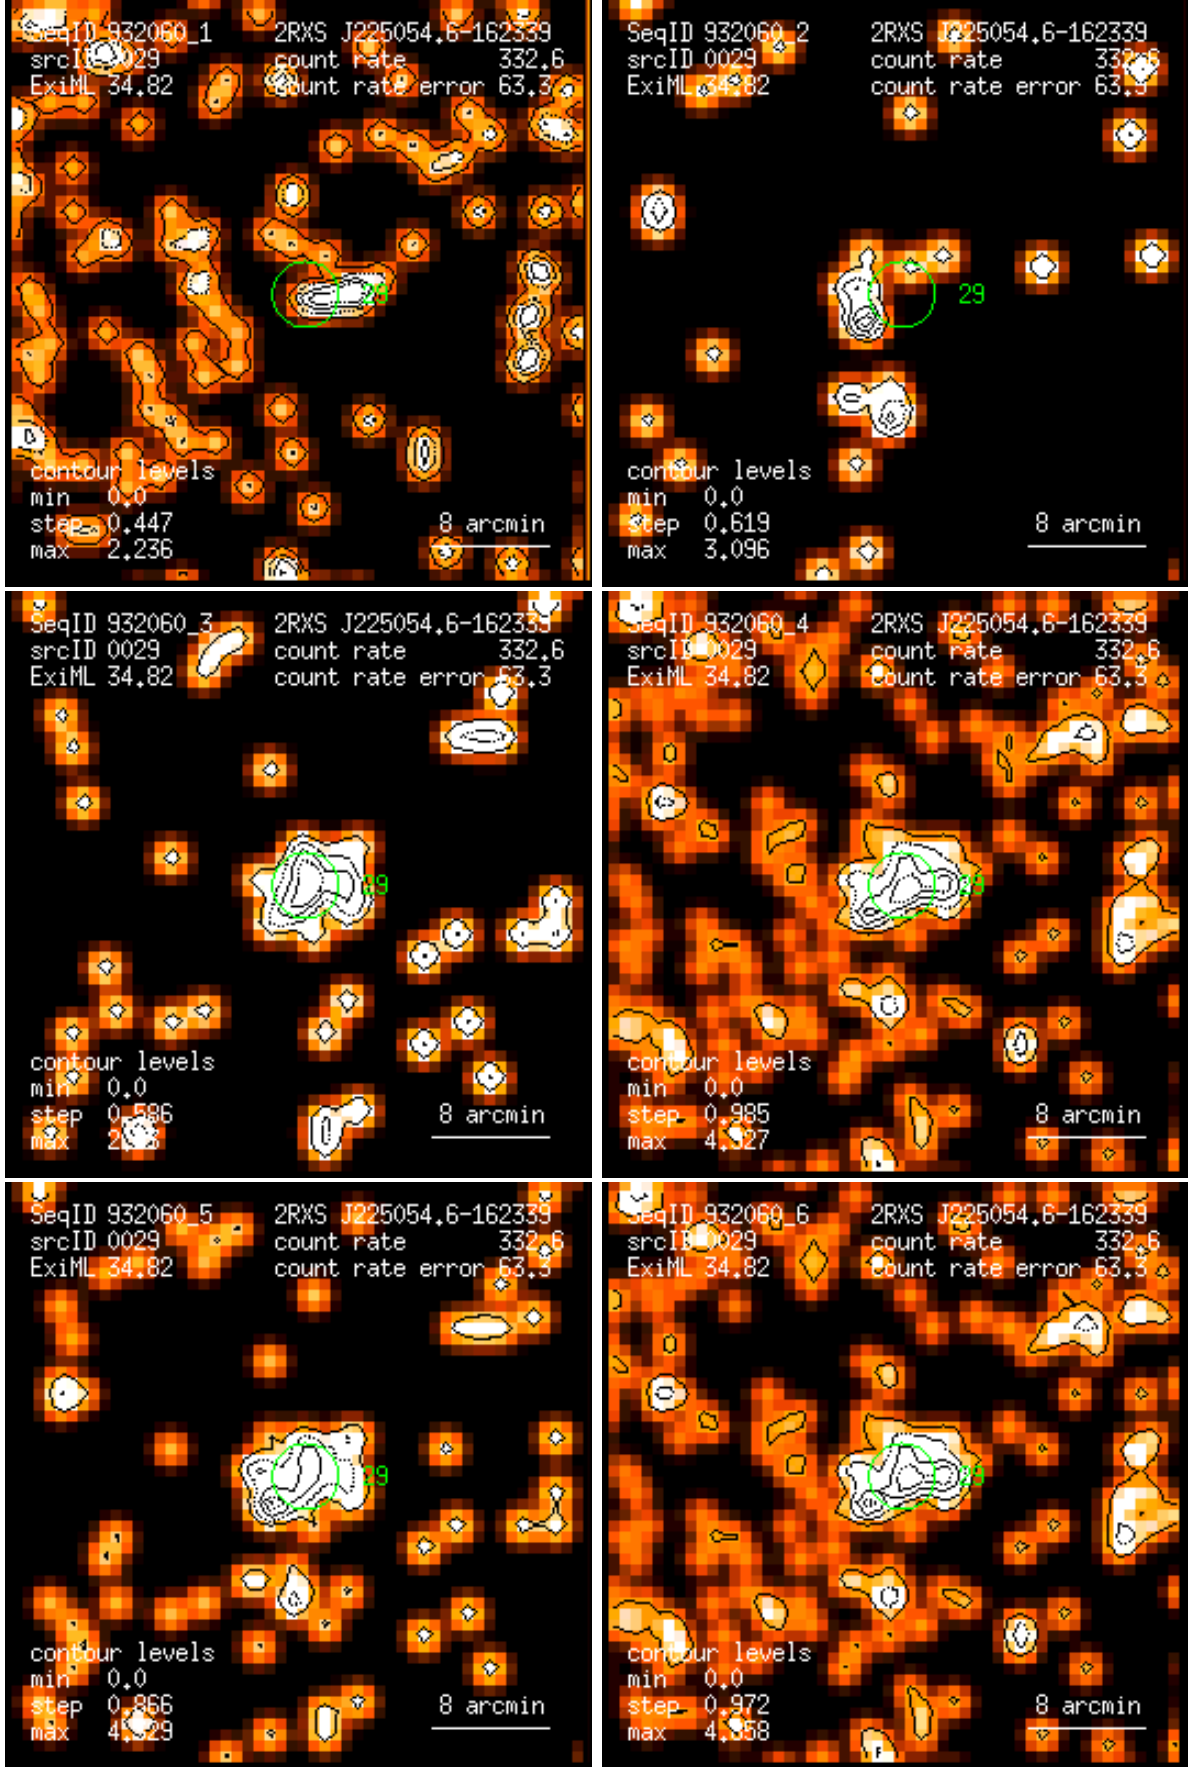 SeqID 932060_1 2RXS J225054.6-162339
srcID 0029 count rate 332.6
ExiML 34.82 count rate error 63.3
29
contour levels
min 0.0
step 0.447 8 arcmin
max 2.236
SeqID 932060_2 2RXS J225054.6-162339
srcID 0029 count rate 332.6
ExiML 34.82 count rate error 63.3
29
contour levels
min 0.0
step 0.619 8 arcmin
max 3.096
SeqID 932060_3 2RXS J225054.6-162339
srcID 0029 count rate 332.6
ExiML 34.82 count rate error 63.3
29
contour levels
min 0.0
step 0.586 8 arcmin
max
SeqID 932060_4 2RXS J225054.6-162339
srcID 0029 count rate 332.6
ExiML 34.82 count rate error 63.3
29
contour levels
min 0.0
step 0.985 8 arcmin
max 4.927
SeqID 932060_5 2RXS J225054.6-162339
srcID 0029 count rate 332.6
ExiML 34.82 count rate error 63.3
29
contour levels
min 0.0
step 0.866 8 arcmin
max 4.329
SeqID 932060_6 2RXS J225054.6-162339
srcID 0029 count rate 332.6
ExiML 34.82 count rate error 63.3
29
contour levels
min 0.0
step 0.972 8 arcmin
max 4.858